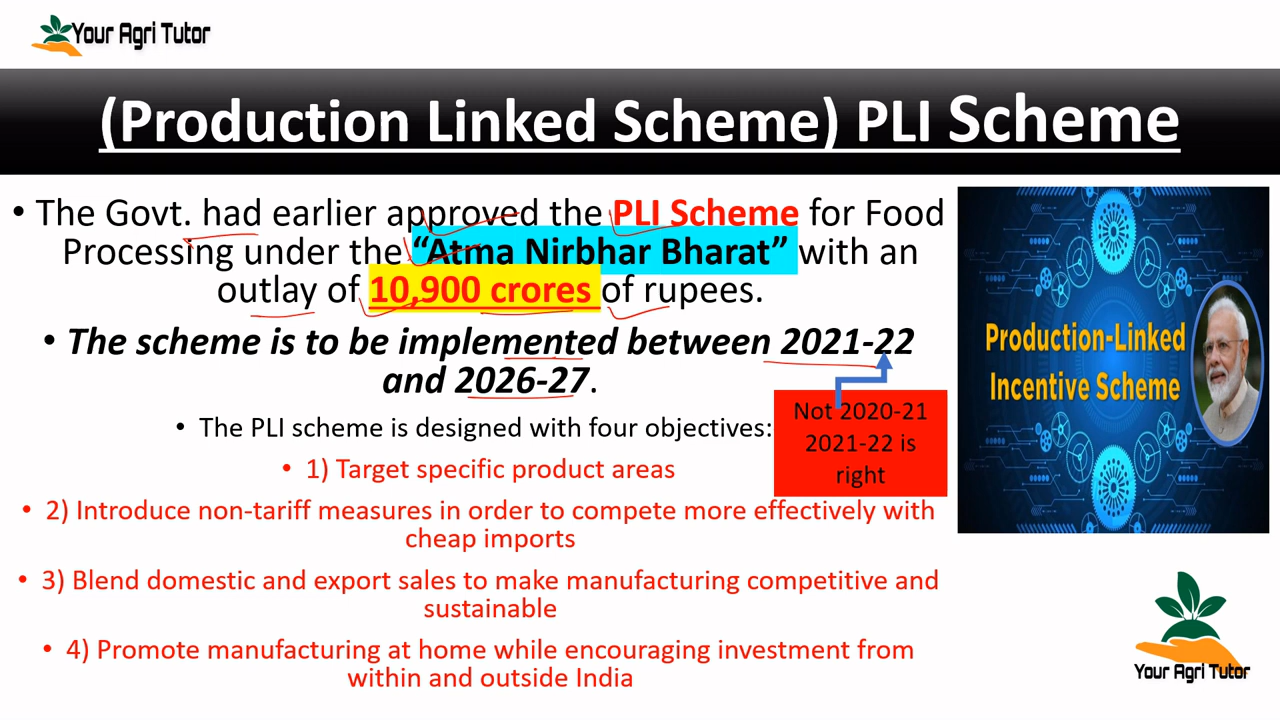 Your Agri Tutor
(Production Linked Scheme) PLI Scheme
• The Govt. had earlier approved the PLI Scheme for Food
Processing under the “Atma Nirbhar Bharat” with an
outlay of 10,900 crores of rupees.
• The scheme is to be implemented between 2021-22
and 2026-27.
• The PLI scheme is designed with four objectives:
• 1) Target specific product areas
• 2) Introduce non-tariff measures in order to compete more effectively with
cheap imports
• 3) Blend domestic and export sales to make manufacturing competitive and
sustainable
• 4) Promote manufacturing at home while encouraging investment from
within and outside India
Not 2020-21
2021-22 is
right
Production-Linked
Incentive Scheme
Your Agri Tutor